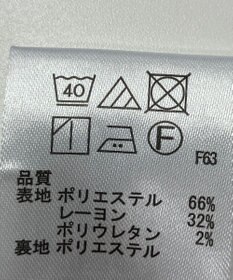 40
F
F63
品質
表地 ポリエステル 66%
レーヨン 32%
ポリウレタン 2%
裏地 ポリエステル